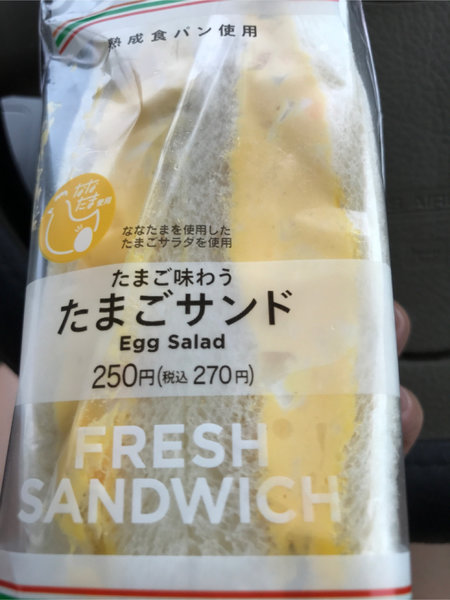 熟成食パン使用
なな
たま使用
ななたまを使用した
たまごサラダを使用
たまご味わう
たまごサンド
Egg Salad
250円(税込270円)
FRESH
SANDWICH